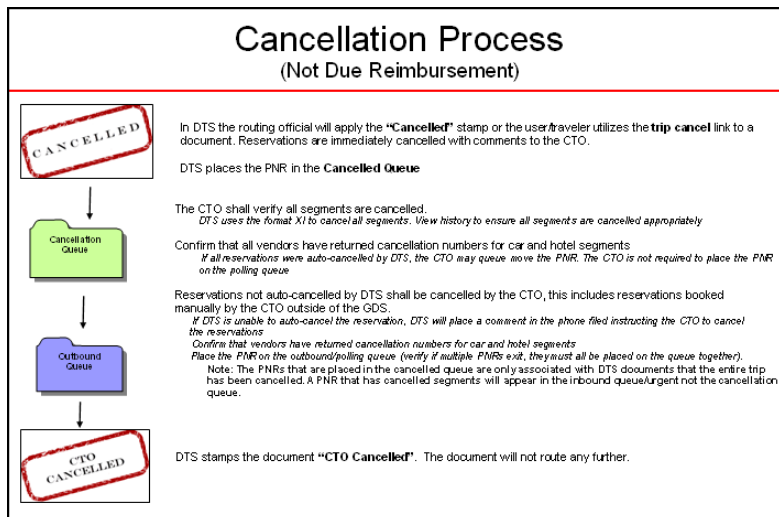 Cancellation Process
(Not Due Reimbursement)
CANCELLED
In DTS the routing official will apply the “Cancelled” stamp or the user/traveler utilizes the trip cancel link to a
document. Reservations are immediately cancelled with comments to the CTO.
DTS places the PNR in the Cancelled Queue
The CTO shall verify all segments are cancelled.
DTS uses the format XI to cancel all segments. View history to ensure all segments are cancelled appropriately
Cancellation
Queue
Confirm that all vendors have returned cancellation numbers for car and hotel segments
If all reservations were auto-cancelled by DTS, the CTO may queue move the PNR. The CTO is not required to place the PNR
on the polling queue
Reservations not auto-cancelled by DTS shall be cancelled by the CTO, this includes reservations booked
manually by the CTO outside of the GDS.
If DTS is unable to auto-cancel the reservation, DTS will place a comment in the phone filed instructing the CTO to cancel
the reservations
Confirm that vendors have returned cancellation numbers for car and hotel segments
Outbound
Queue
Place the PNR on the outbound/polling queue (verify if multiple PNRs exit, they must all be placed on the queue together).
Note: The PNRs that are placed in the cancelled queue are only associated with DTS documents that the entire trip
has been cancelled. A PNR that has cancelled segments will appear in the inbound queue/urgent not the cancellation
queue.
CTO
CANCELLED
DTS stamps the document “CTO Cancelled”. The document will not route any further.